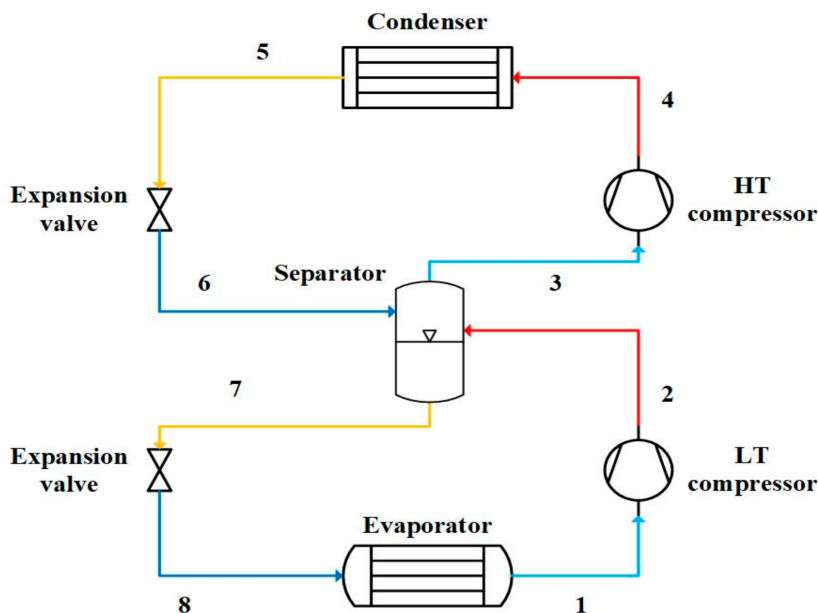 Condenser
5
4
Expansion
valve
HT
compressor
Separator
6
3
7
2
Expansion
valve
LT
compressor
Evaporator
8
1